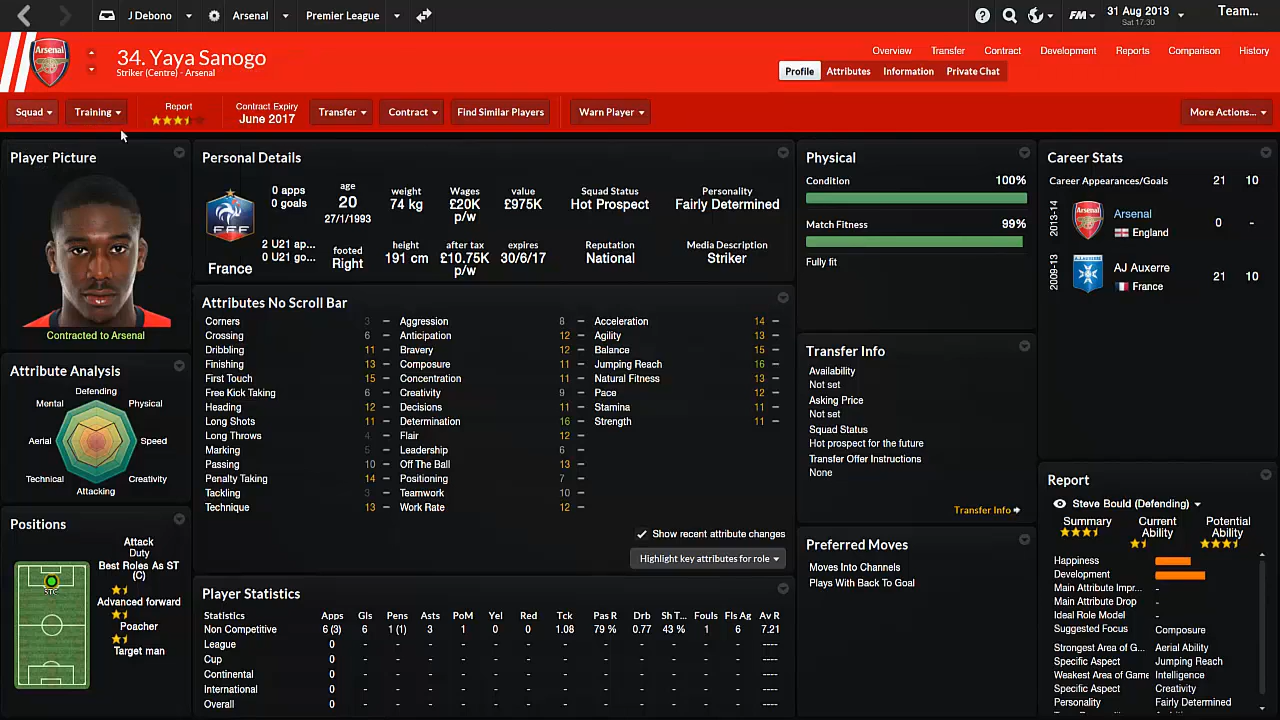 J Debono Arsenal Premier League FM 31 Aug 2013 Team...
Sat 17:30
Arsenal
34. Yaya Sanogo
Striker (Centre) - Arsenal
Overview Transfer Contract Development Reports Comparison History
Profile Attributes Information Private Chat
Squad Training Report Contract Expiry June 2017 Transfer Contract Find Similar Players Warn Player More Actions...
Player Picture
Contracted to Arsenal
Attribute Analysis
Defending
Mental Physical
Aerial Speed
Technical Creativity
Attacking
Positions
STC
Attack
Duty
Best Roles As ST
(C)
Advanced forward
Poacher
Target man
Personal Details
FFF
France
0 apps
0 goals
2 U21 ap...
0 U21 go...
age
20
27/1/1993
footed
Right
weight
74 kg
height
191 cm
Wages
£20K
p/w
after tax
£10.75K
p/w
value
£975K
expires
30/6/17
Squad Status
Hot Prospect
Reputation
National
Personality
Fairly Determined
Media Description
Striker
Attributes No Scroll Bar
Corners 3 - Aggression 8 - Acceleration 14 -
Crossing 6 - Anticipation 12 - Agility 13 -
Dribbling 11 - Bravery 12 - Balance 15 -
Finishing 13 - Composure 11 - Jumping Reach 16 -
First Touch 15 - Concentration 11 - Natural Fitness 13 -
Free Kick Taking 6 - Creativity 9 - Pace 12 -
Heading 12 - Decisions 11 - Stamina 11 -
Long Shots 11 - Determination 16 - Strength 11 -
Long Throws 4 - Flair 12 -
Marking 5 - Leadership 6 -
Passing 10 - Off The Ball 13 -
Penalty Taking 14 - Positioning 7 -
Tackling 3 - Teamwork 10 -
Technique 13 - Work Rate 12 -
Show recent attribute changes
Highlight key attributes for role
Player Statistics
Statistics Apps Gls Pens Asts PoM Yel Red Tck Pas R Drb Sh T... Fouls Fls Ag Av R
Non Competitive 6 (3) 6 1 (1) 3 1 0 0 1.08 79 % 0.77 43 % 1 6 7.21
League 0 - - - - - - - - - - - - ----
Cup 0 - - - - - - - - - - - - ----
Continental 0 - - - - - - - - - - - - ----
International 0 - - - - - - - - - - - - ----
Overall 0 - - - - - - - - - - - - ----
Physical
Condition 100%
Match Fitness 99%
Fully fit
Transfer Info
Availability
Not set
Asking Price
Not set
Squad Status
Hot prospect for the future
Transfer Offer Instructions
None
Transfer Info
Preferred Moves
Moves Into Channels
Plays With Back To Goal
Career Stats
Career Appearances/Goals 21 10
2013-14 Arsenal England 0 -
2009-13 AJ Auxerre France 21 10
Report
Steve Bould (Defending)
Summary
Current
Ability
Potential
Ability
Happiness
Development
Main Attribute Impr... -
Main Attribute Drop -
Ideal Role Model -
Suggested Focus Composure
Strongest Area of G... Aerial Ability
Specific Aspect Jumping Reach
Weakest Area of Game Intelligence
Specific Aspect Creativity
Personality Fairly Determined